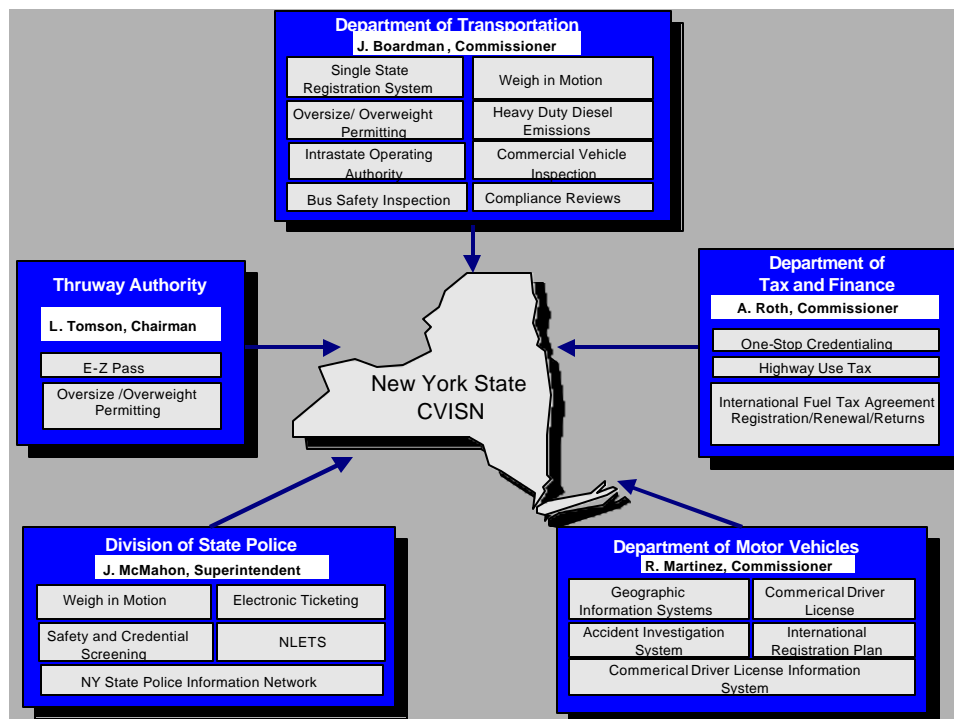 Department of Transportation
J. Boardman , Commissioner
Single State
Registration System
Weigh in Motion
Oversize/ Overweight
Permitting
Heavy Duty Diesel
Emissions
Intrastate Operating
Authority
Commercial Vehicle
Inspection
Bus Safety Inspection
Compliance Reviews
Thruway Authority
L. Tomson, Chairman
E-Z Pass
Oversize /Overweight
Permitting
Department of
Tax and Finance
A. Roth, Commissioner
One-Stop Credentialing
Highway Use Tax
International Fuel Tax Agreement
Registration/Renewal/Returns
New York State
CVISN
Division of State Police
J. McMahon, Superintendent
Weigh in Motion
Electronic Ticketing
Safety and Credential
Screening
NLETS
NY State Police Information Network
Department of Motor Vehicles
R. Martinez, Commissioner
Geographic
Information Systems
Commerical Driver
License
Accident Investigation
System
International
Registration Plan
Commerical Driver License Information
System